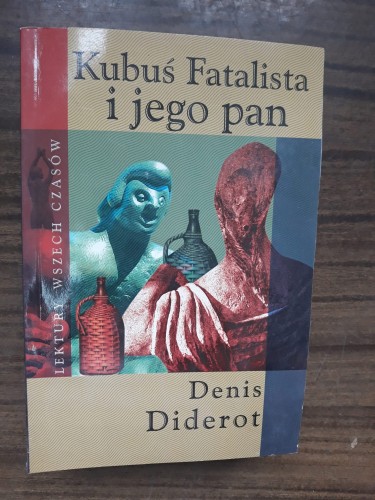 Kubuś Fatalista
i jego pan
LEKTURY WSZECH CZASÓW
Denis
Diderot